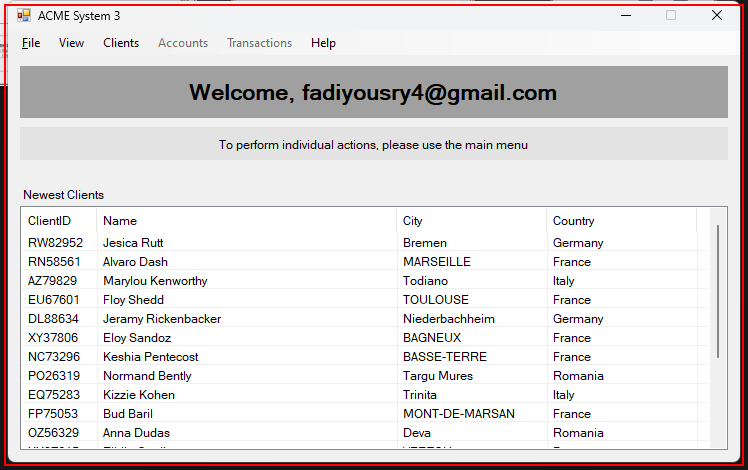 ACME System 3
File View Clients Accounts Transactions Help
Welcome, fadiyousry4@gmail.com
To perform individual actions, please use the main menu
Newest Clients
ClientID Name City Country
RW82952 Jesica Rutt Bremen Germany
RN58561 Alvaro Dash MARSEILLE France
AZ79829 Marylou Kenworthy Todiano Italy
EU67601 Floy Shedd TOULOUSE France
DL88634 Jeramy Rickenbacker Niederbachheim Germany
XY37806 Eloy Sandoz BAGNEUX France
NC73296 Keshia Pentecost BASSE-TERRE France
PO26319 Normand Bently Targu Mures Romania
EQ75283 Kizzie Kohen Trinita Italy
FP75053 Bud Baril MONT-DE-MARSAN France
OZ56329 Anna Dudas Deva Romania